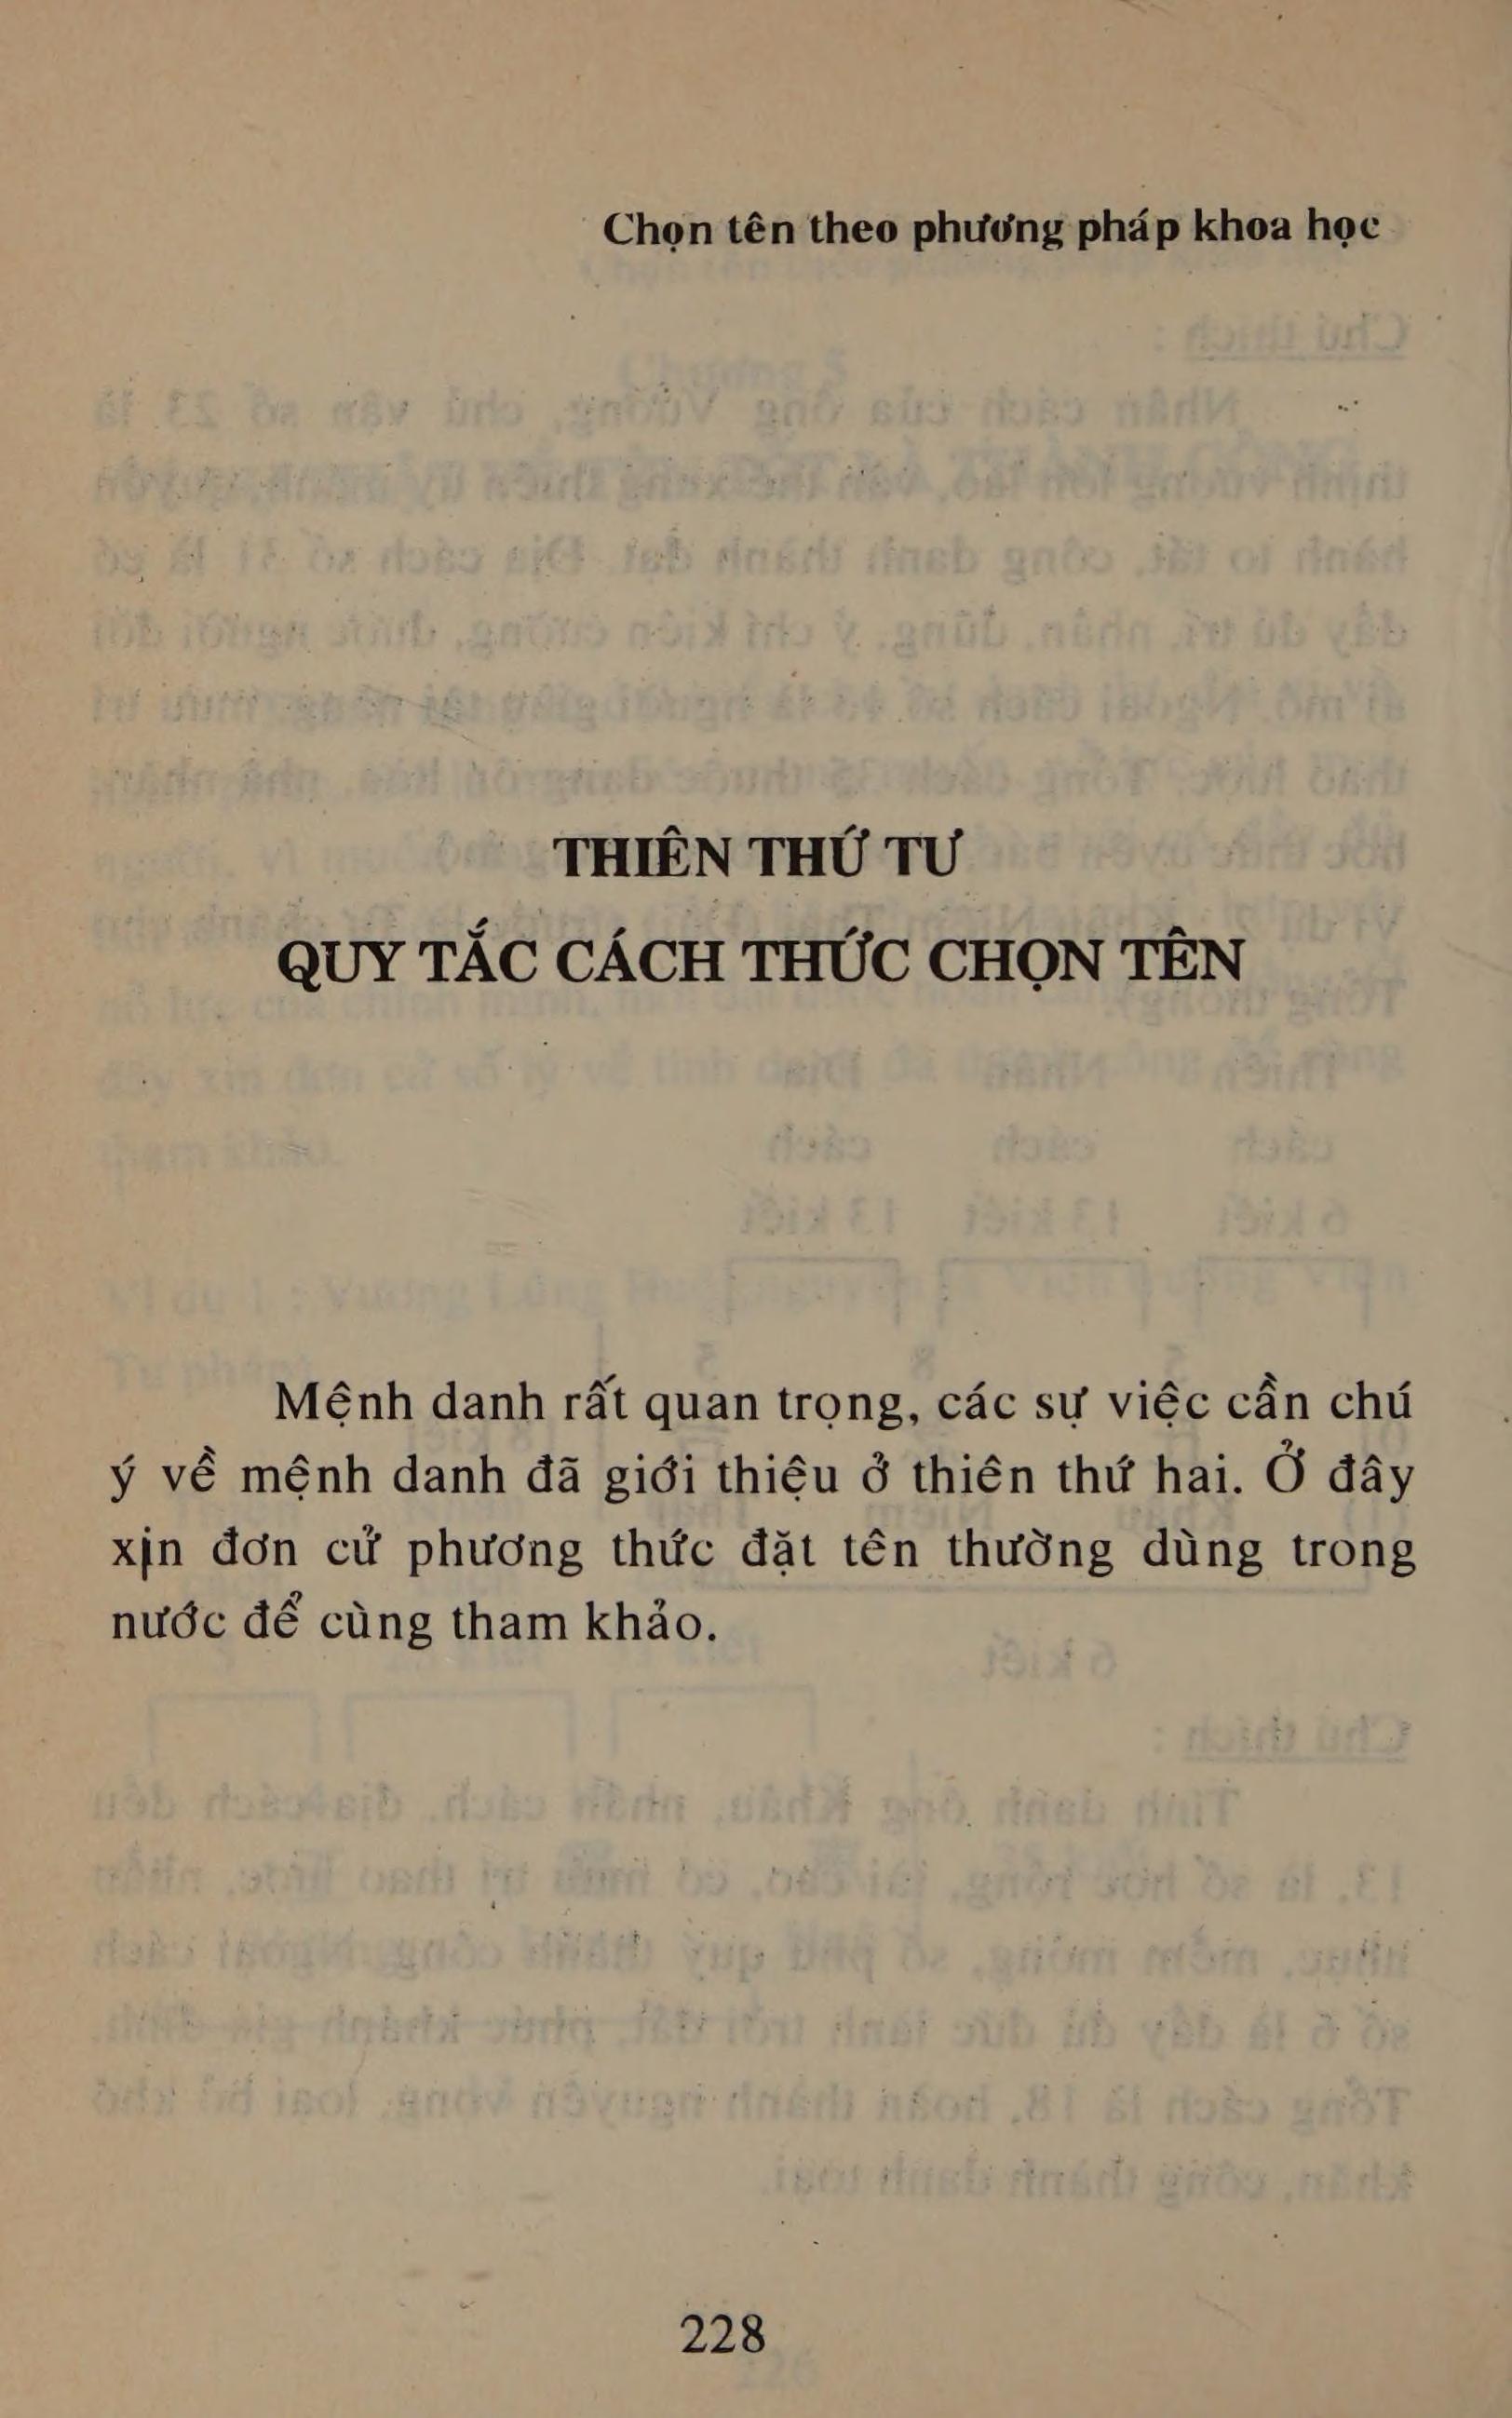 Chọn tên theo phương pháp khoa học
THIÊN THỨ TƯ
QUY TẮC CÁCH THỨC CHỌN TÊN
Mệnh danh rất quan trọng, các sự việc cần chú
ý về mệnh danh đã giới thiệu ở thiên thứ hai. Ở đây
xin đơn cử phương thức đặt tên thường dùng trong
nước để cùng tham khảo.
228